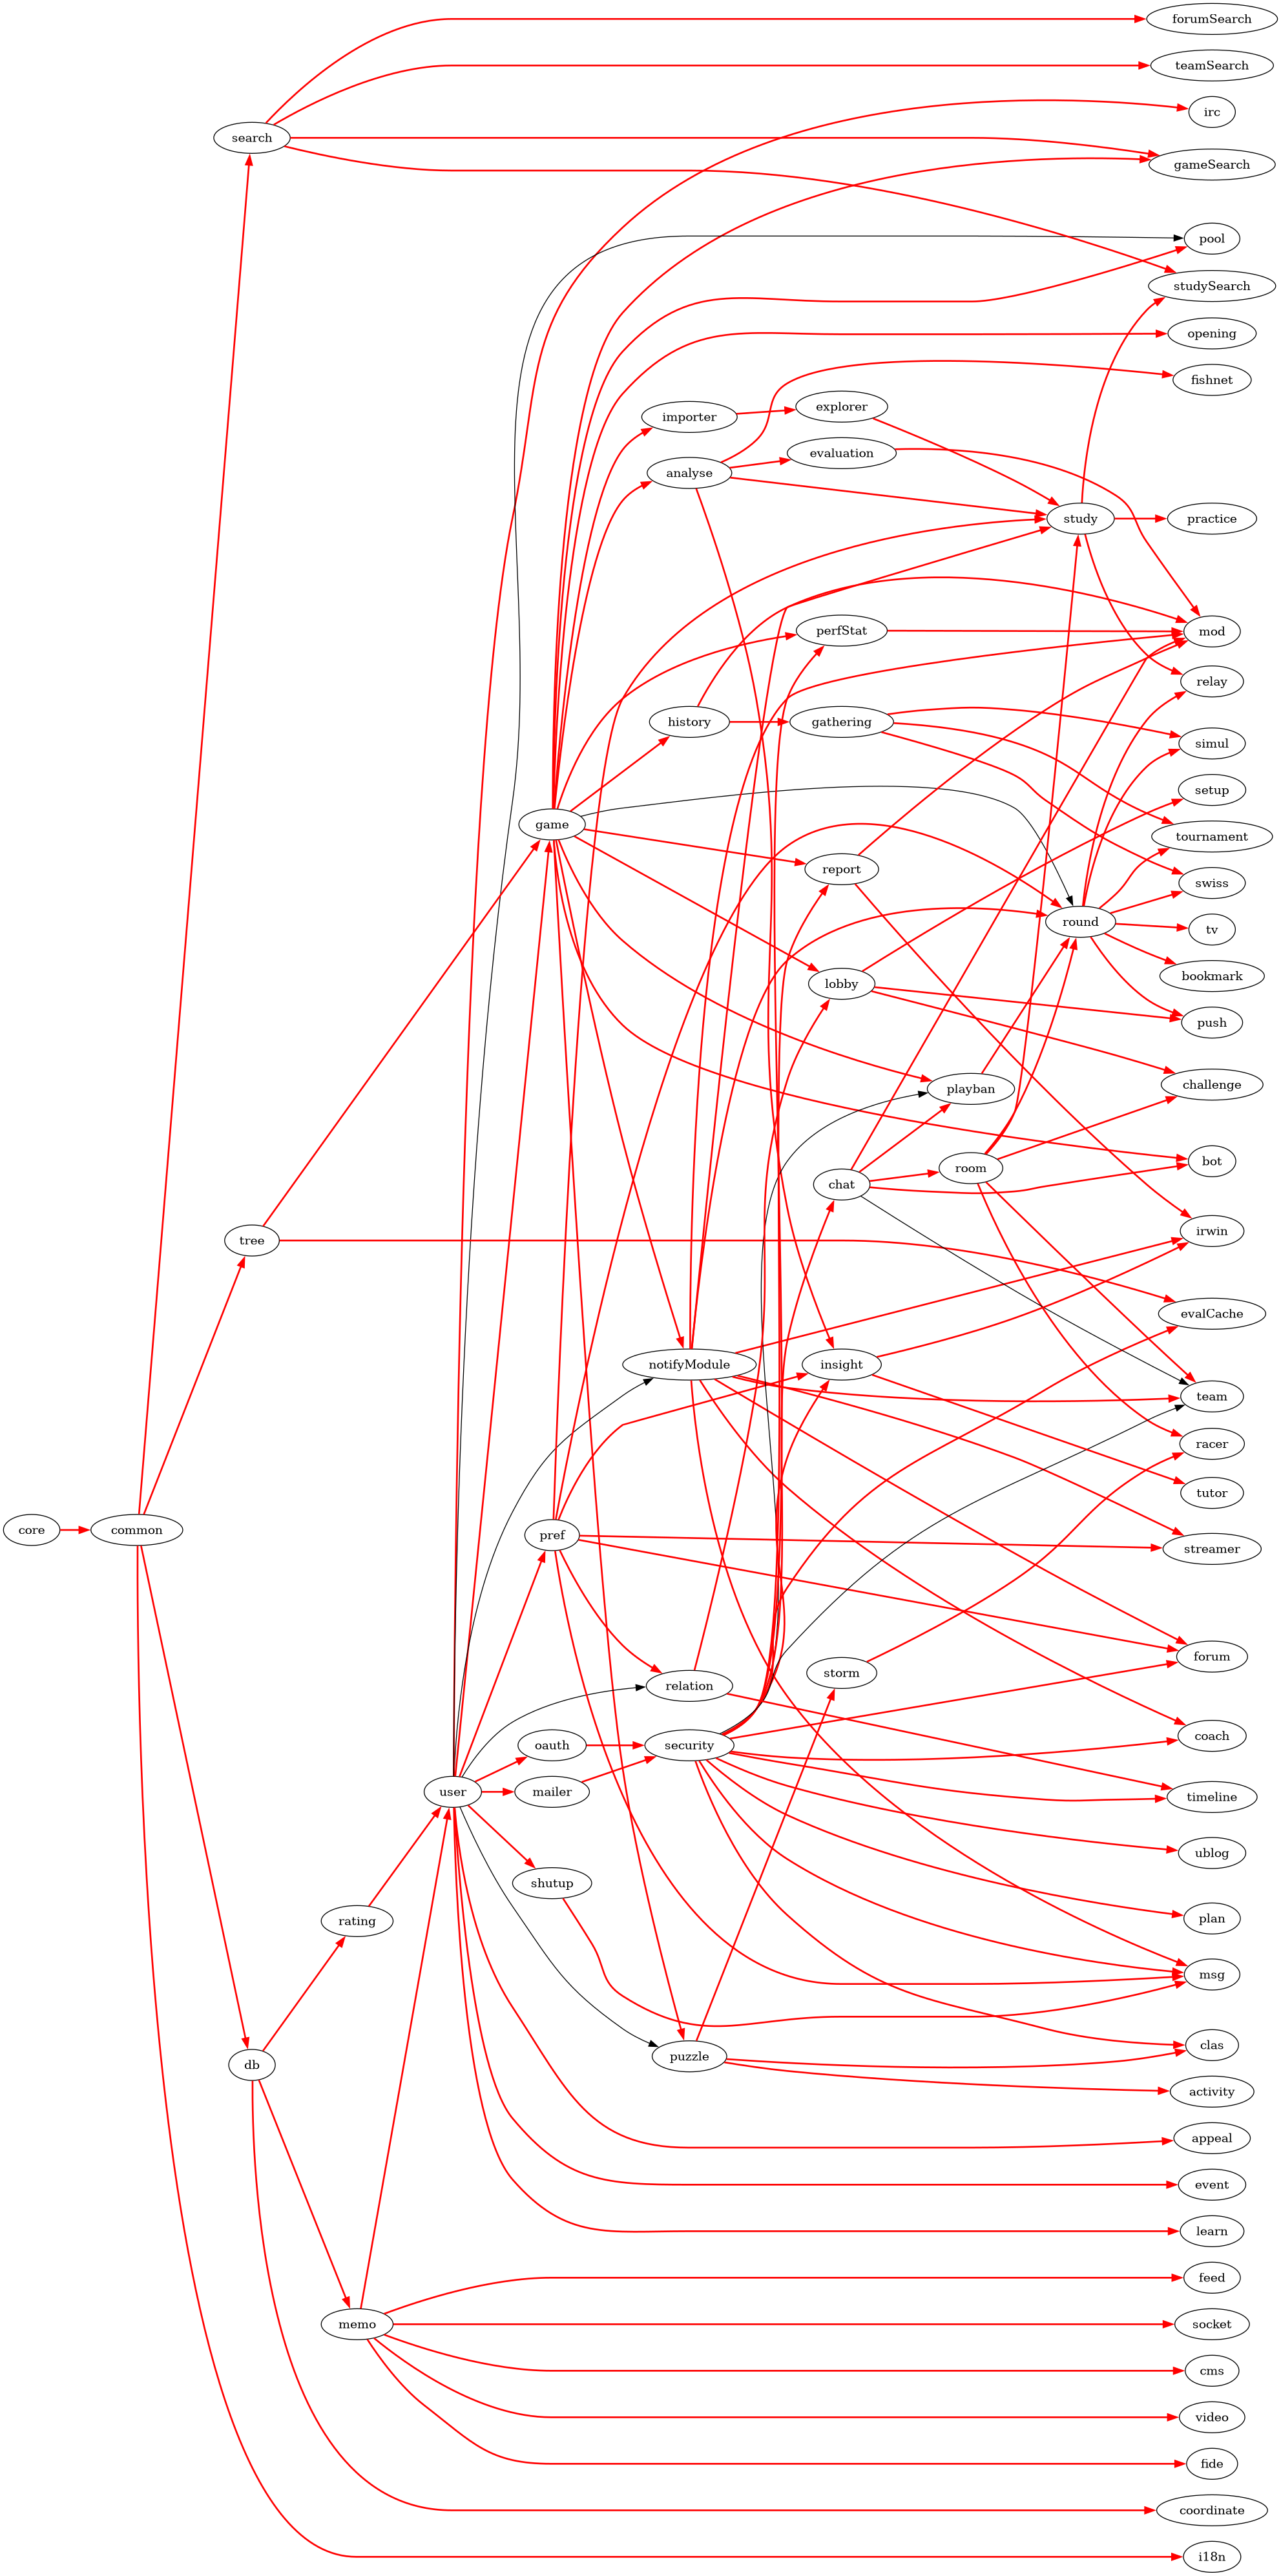 forumSearch
teamSearch
irc
search
gameSearch
pool
studySearch
opening
fishnet
explorer
importer
evaluation
analyse
study
practice
perfStat
mod
relay
history
gathering
simul
setup
game
tournament
report
swiss
round
tv
bookmark
lobby
push
challenge
playban
bot
room
chat
irwin
tree
evalCache
notifyModule
insight
team
racer
tutor
core
common
pref
streamer
forum
storm
relation
coach
oauth
security
user
mailer
timeline
ublog
shutup
plan
rating
msg
clas
puzzle
db
activity
appeal
event
learn
feed
memo
socket
cms
video
fide
coordinate
i18n